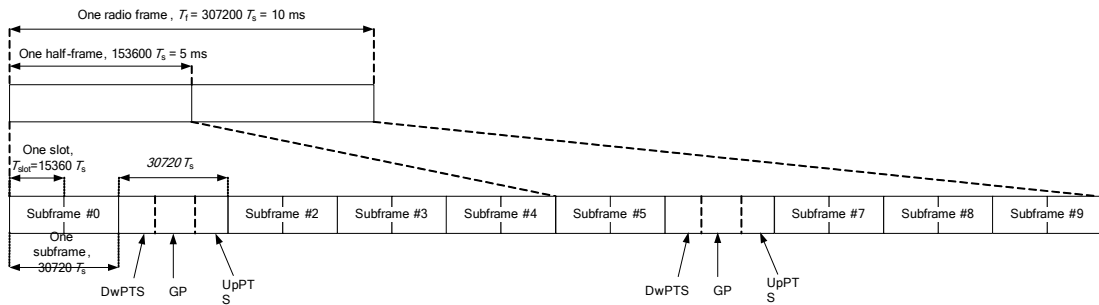 One radio frame, Tf = 307200 Ts = 10 ms
One half-frame, 153600 Ts = 5 ms
One slot,
Tslot=15360 Ts
30720 Ts
Subframe #0
Subframe #2
Subframe #3
Subframe #4
Subframe #5
Subframe #7
Subframe #8
Subframe #9
One
subframe,
30720 Ts
DwPTS
GP
UpPT
S
DwPTS
GP
UpPT
S